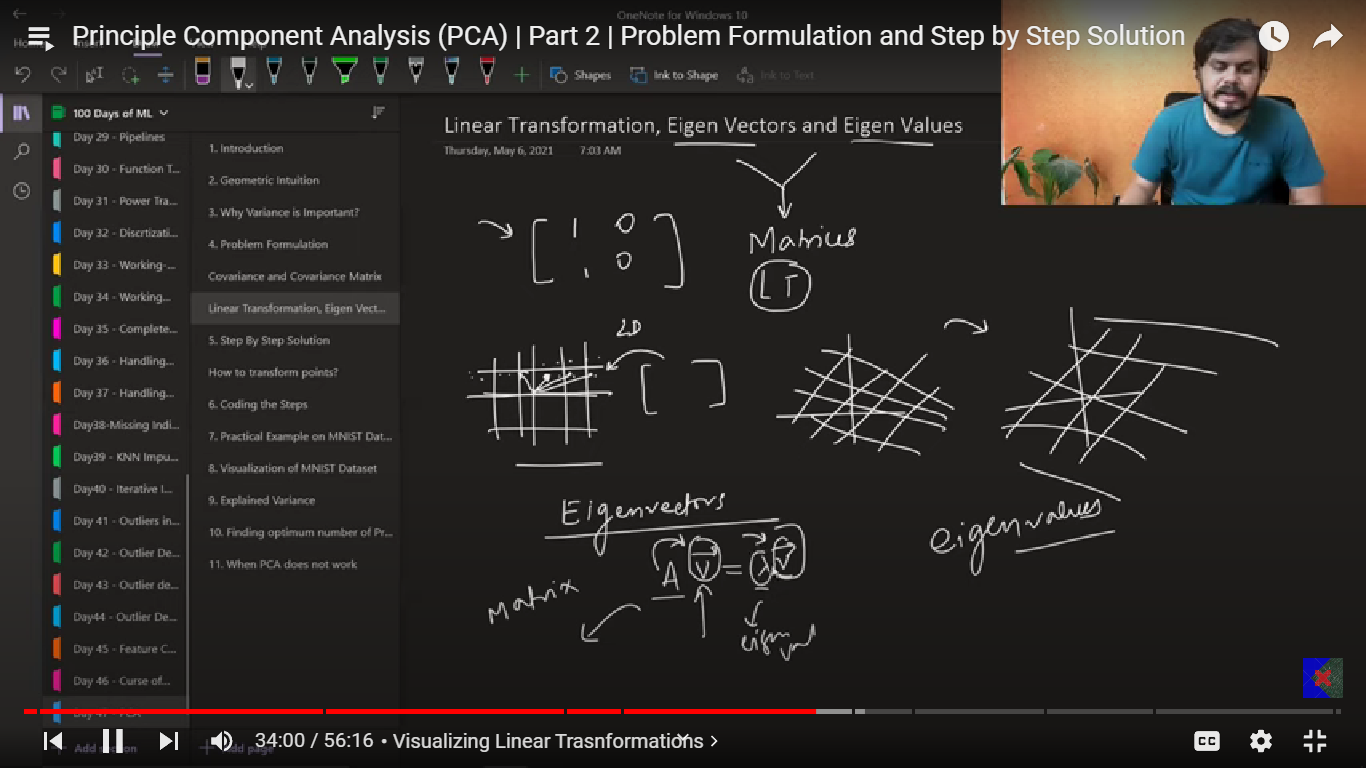 OneNote for Windows 10
Principle Component Analysis (PCA) | Part 2 | Problem Formulation and Step by Step Solution
Shapes
Ink to Shape
Ink to Text
100 Days of ML
Day 29 - Pipelines
Day 30 - Function T...
Day 31 - Power Tra...
Day 32 - Discrtizati...
Day 33 - Working-...
Day 34 - Working...
Day 35 - Complete...
Day 36 - Handling...
Day 37 - Handling...
Day38-Missing Indi...
Day39 - KNN Impu...
Day40 - Iterative I...
Day 41 - Outliers in...
Day 42 - Outlier De...
Day 43 - Outlier de...
Day44 - Outlier De...
Day 45 - Feature C...
Day 46 - Curse of...
Day 47 - PCA
Add section
1. Introduction
2. Geometric Intuition
3. Why Variance is Important?
4. Problem Formulation
Covariance and Covariance Matrix
Linear Transformation, Eigen Vect...
5. Step By Step Solution
How to transform points?
6. Coding the Steps
7. Practical Example on MNIST Dat...
8. Visualization of MNIST Dataset
9. Explained Variance
10. Finding optimum number of Pr...
11. When PCA does not work
Add page
Linear Transformation, Eigen Vectors and Eigen Values
Thursday, May 6, 2021 7:03 AM
1 0
1 0
Matrices
LT
2D
Eigenvectors
eigenvalues
A v = λ v
Matrix
eigen val
34:00 / 56:16 • Visualizing Linear Trasnformations >
CC